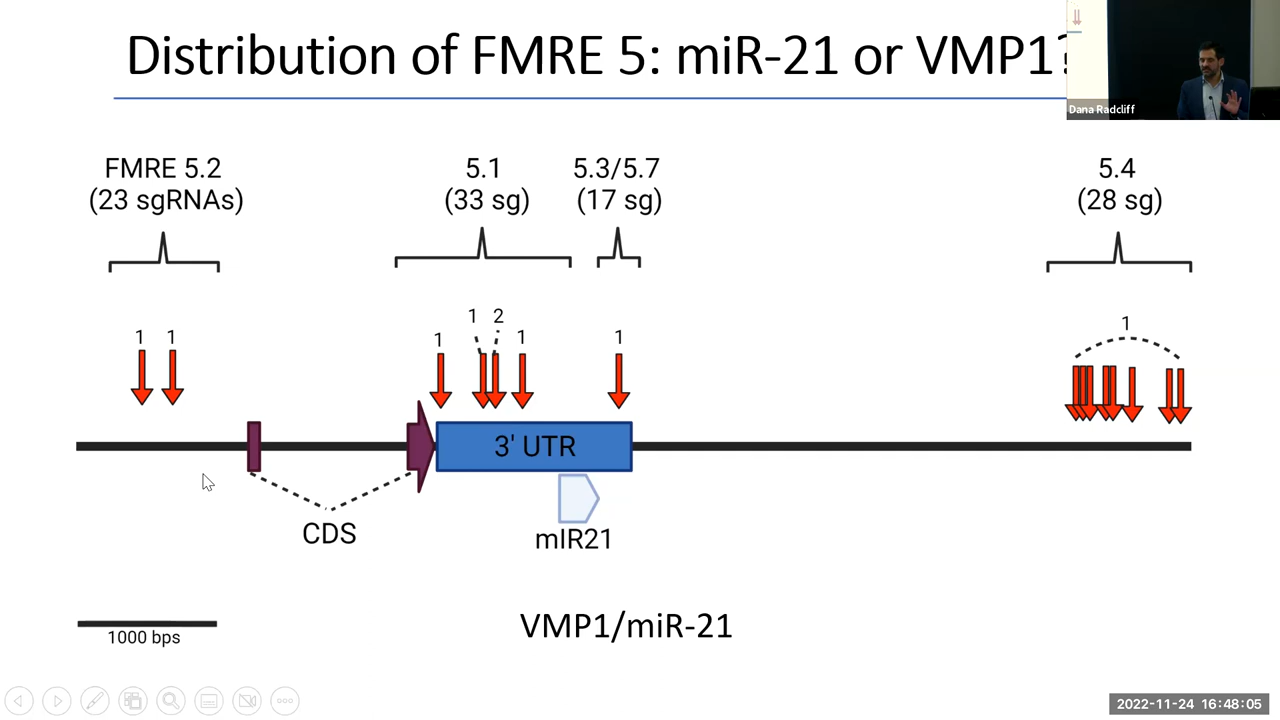 Distribution of FMRE 5: miR-21 or VMP1?
Dana Radcliff
FMRE 5.2
(23 sgRNAs)
5.1
(33 sg)
5.3/5.7
(17 sg)
5.4
(28 sg)
1
1
1
1
2
1
1
1
3' UTR
CDS
mIR21
1000 bps
VMP1/miR-21
2022-11-24 16:48:05